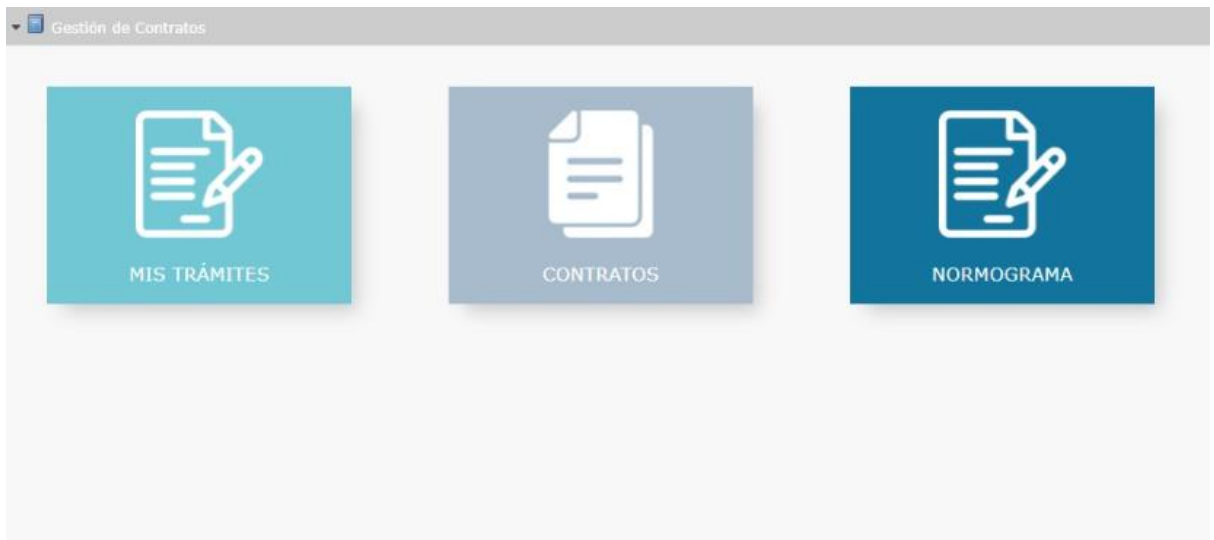 Gestión de Contratos
MIS TRÁMITES
CONTRATOS
NORMOGRAMA